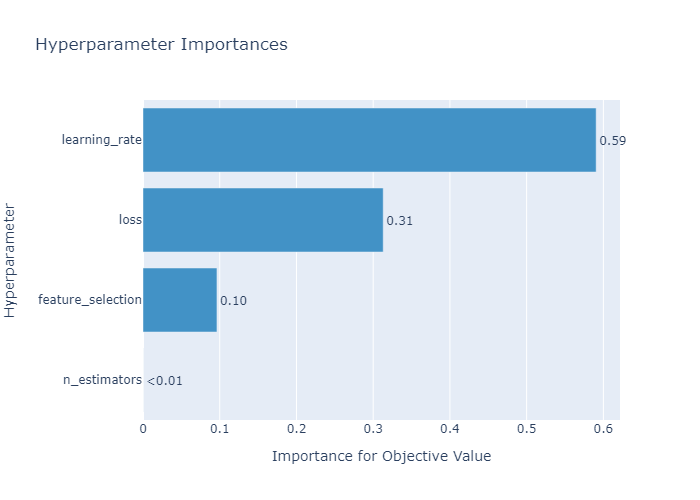 Hyperparameter Importances
Hyperparameter
learning_rate
0.59
loss
0.31
feature_selection
0.10
n_estimators
<0.01
0 0.1 0.2 0.3 0.4 0.5 0.6
Importance for Objective Value